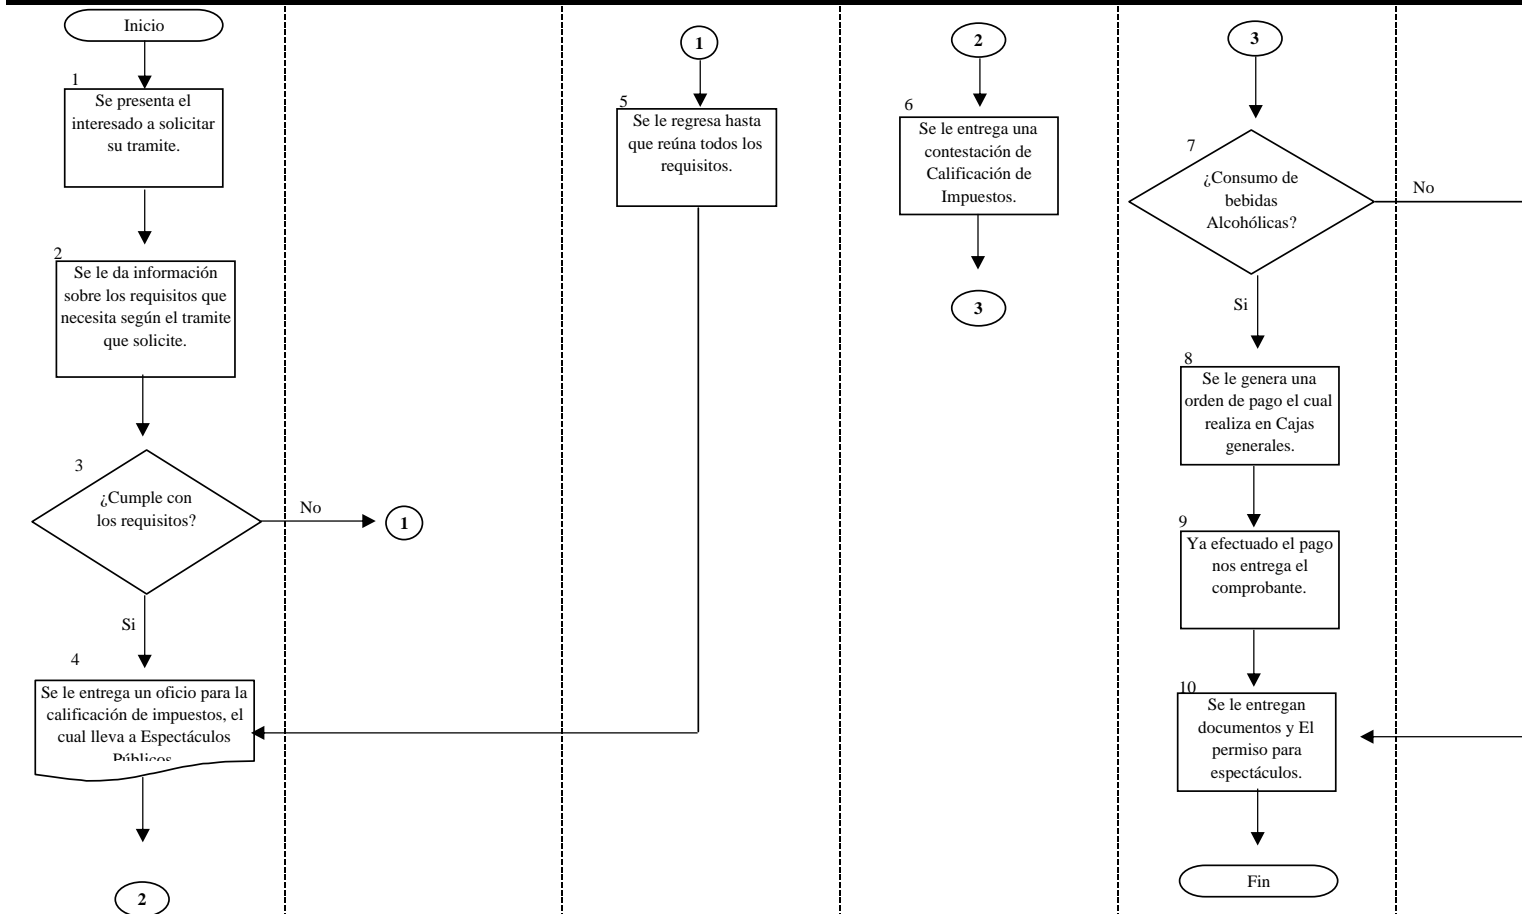 Inicio
1
Se presenta el
interesado a solicitar
su tramite.
2
Se le da información
sobre los requisitos que
necesita según el tramite
que solicite.
3
¿Cumple con
los requisitos?
No
1
Si
4
Se le entrega un oficio para la
calificación de impuestos, el
cual lleva a Espectáculos
Públicos
2
1
5
Se le regresa hasta
que reúna todos los
requisitos.
2
6
Se le entrega una
contestación de
Calificación de
Impuestos.
3
3
7
¿Consumo de
bebidas
Alcohólicas?
No
Si
8
Se le genera una
orden de pago el cual
realiza en Cajas
generales.
9
Ya efectuado el pago
nos entrega el
comprobante.
10
Se le entregan
documentos y El
permiso para
espectáculos.
Fin